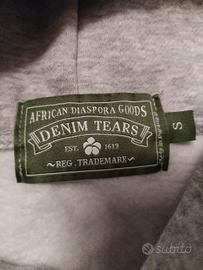 AFRICAN DIASPORA GOODS
DENIM TEARS
EST. 1619
~ REG. TRADEMARK ~
S
subito